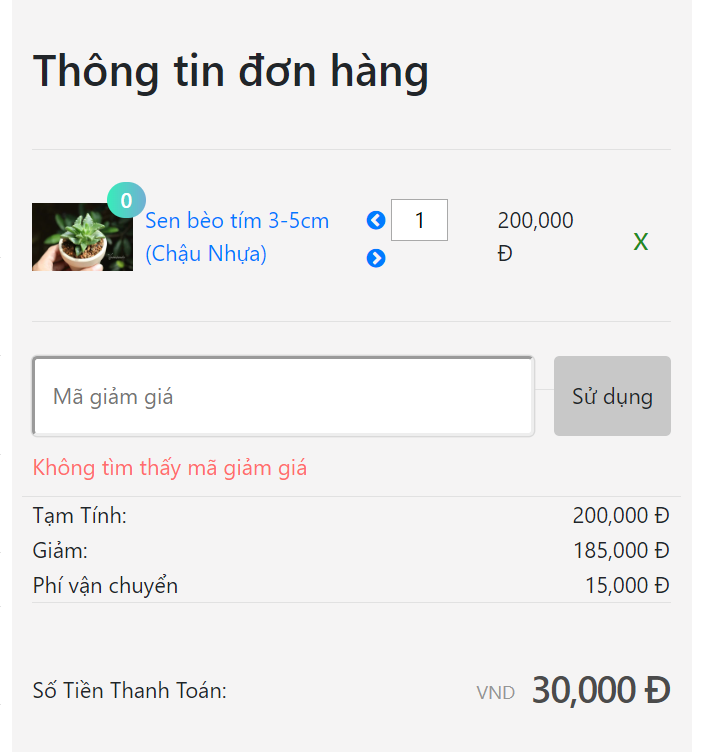 Thông tin đơn hàng
0
Sen bèo tím 3-5cm
(Chậu Nhựa)
1
200,000
Đ
X
Mã giảm giá
Sử dụng
Không tìm thấy mã giảm giá
Tạm Tính: 200,000 Đ
Giảm: 185,000 Đ
Phí vận chuyển 15,000 Đ
Số Tiền Thanh Toán: VND 30,000 Đ